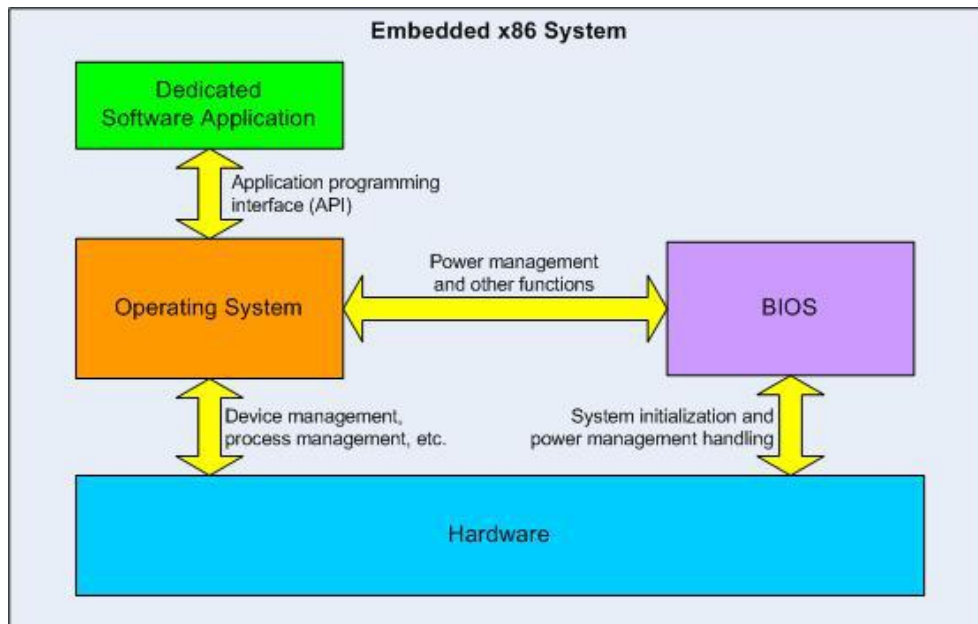 Embedded x86 System
Dedicated
Software Application
Application programming
interface (API)
Operating System
Power management
and other functions
BIOS
Device management,
process management, etc.
System initialization and
power management handling
Hardware